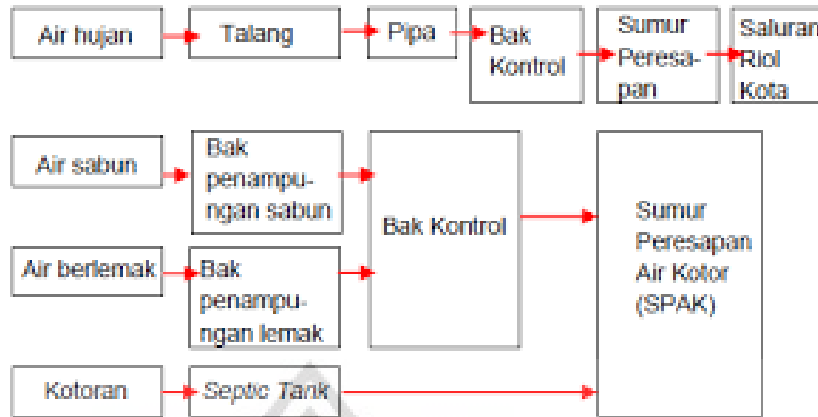 Air hujan
Talang
Pipa
Bak
Kontrol
Sumur
Peresa-
pan
Saluran
Riol
Kota
Air sabun
Bak
penampu-
ngan sabun
Bak Kontrol
Sumur
Peresapan
Air Kotor
(SPAK)
Air berlemak
Bak
penampu-
ngan lemak
Kotoran
Septic Tank